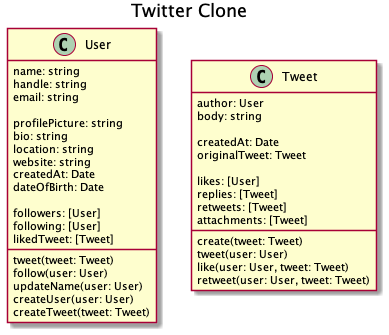 Twitter Clone
C User
name: string
handle: string
email: string
profilePicture: string
bio: string
location: string
website: string
createdAt: Date
dateOfBirth: Date
followers: [User]
following: [User]
likedTweet: [Tweet]
tweet(tweet: Tweet)
follow(user: User)
updateName(user: User)
createUser(user: User)
createTweet(tweet: Tweet)
C Tweet
author: User
body: string
createdAt: Date
originalTweet: Tweet
likes: [User]
replies: [Tweet]
retweets: [Tweet]
attachments: [Tweet]
create(tweet: Tweet)
tweet(user: User)
like(user: User, tweet: Tweet)
retweet(user: User, tweet: Tweet)